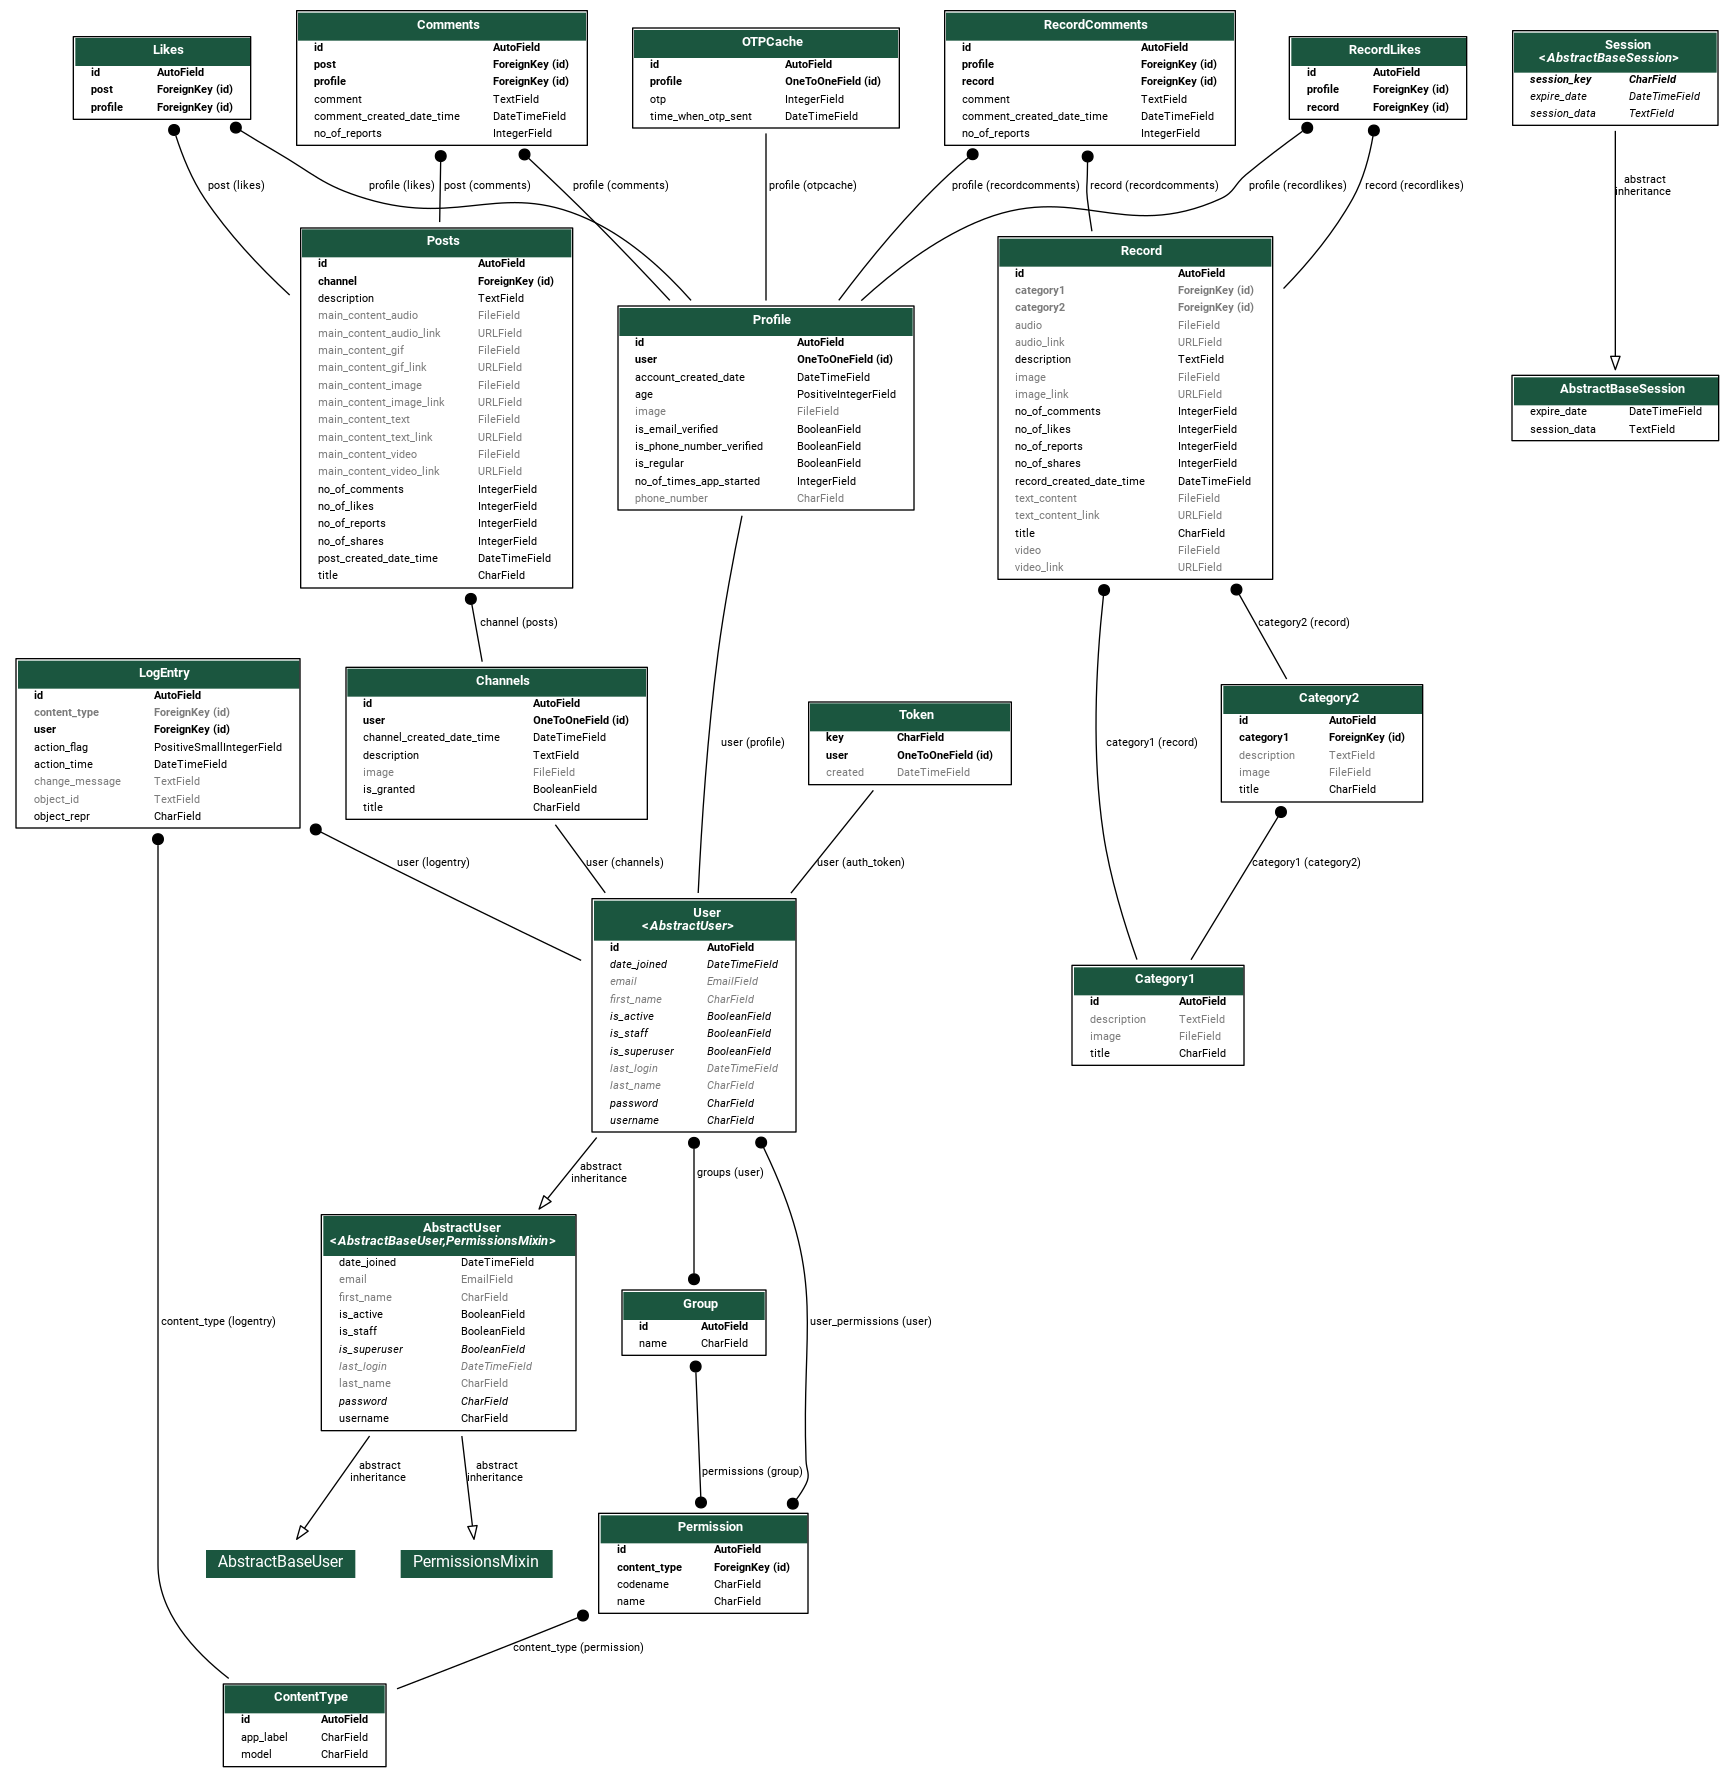 Likes
id AutoField
post ForeignKey (id)
profile ForeignKey (id)
Comments
id AutoField
post ForeignKey (id)
profile ForeignKey (id)
comment TextField
comment_created_date_time DateTimeField
no_of_reports IntegerField
OTPCache
id AutoField
profile OneToOneField (id)
otp IntegerField
time_when_otp_sent DateTimeField
RecordComments
id AutoField
profile ForeignKey (id)
record ForeignKey (id)
comment TextField
comment_created_date_time DateTimeField
no_of_reports IntegerField
RecordLikes
id AutoField
profile ForeignKey (id)
record ForeignKey (id)
Session
<AbstractBaseSession>
session_key CharField
expire_date DateTimeField
session_data TextField
post (likes)
profile (likes)
post (comments)
profile (comments)
profile (otpcache)
profile (recordcomments)
record (recordcomments)
profile (recordlikes)
record (recordlikes)
abstract
inheritance
Posts
id AutoField
channel ForeignKey (id)
description TextField
main_content_audio FileField
main_content_audio_link URLField
main_content_gif FileField
main_content_gif_link URLField
main_content_image FileField
main_content_image_link URLField
main_content_text FileField
main_content_text_link URLField
main_content_video FileField
main_content_video_link URLField
no_of_comments IntegerField
no_of_likes IntegerField
no_of_reports IntegerField
no_of_shares IntegerField
post_created_date_time DateTimeField
title CharField
Profile
id AutoField
user OneToOneField (id)
account_created_date DateTimeField
age PositiveIntegerField
image FileField
is_email_verified BooleanField
is_phone_number_verified BooleanField
is_regular BooleanField
no_of_times_app_started IntegerField
phone_number CharField
Record
id AutoField
category1 ForeignKey (id)
category2 ForeignKey (id)
audio FileField
audio_link URLField
description TextField
image FileField
image_link URLField
no_of_comments IntegerField
no_of_likes IntegerField
no_of_reports IntegerField
no_of_shares IntegerField
record_created_date_time DateTimeField
text_content FileField
text_content_link URLField
title CharField
video FileField
video_link URLField
AbstractBaseSession
expire_date DateTimeField
session_data TextField
channel (posts)
category2 (record)
LogEntry
id AutoField
content_type ForeignKey (id)
user ForeignKey (id)
action_flag PositiveSmallIntegerField
action_time DateTimeField
change_message TextField
object_id TextField
object_repr CharField
Channels
id AutoField
user OneToOneField (id)
channel_created_date_time DateTimeField
description TextField
image FileField
is_granted BooleanField
title CharField
user (profile)
Token
key CharField
user OneToOneField (id)
created DateTimeField
category1 (record)
Category2
id AutoField
category1 ForeignKey (id)
description TextField
image FileField
title CharField
user (logentry)
user (channels)
user (auth_token)
category1 (category2)
User
<AbstractUser>
id AutoField
date_joined DateTimeField
email EmailField
first_name CharField
is_active BooleanField
is_staff BooleanField
is_superuser BooleanField
last_login DateTimeField
last_name CharField
password CharField
username CharField
Category1
id AutoField
description TextField
image FileField
title CharField
abstract
inheritance
groups (user)
AbstractUser
<AbstractBaseUser,PermissionsMixin>
date_joined DateTimeField
email EmailField
first_name CharField
is_active BooleanField
is_staff BooleanField
is_superuser BooleanField
last_login DateTimeField
last_name CharField
password CharField
username CharField
Group
id AutoField
name CharField
content_type (logentry)
user_permissions (user)
abstract
inheritance
abstract
inheritance
permissions (group)
AbstractBaseUser
PermissionsMixin
Permission
id AutoField
content_type ForeignKey (id)
codename CharField
name CharField
content_type (permission)
ContentType
id AutoField
app_label CharField
model CharField